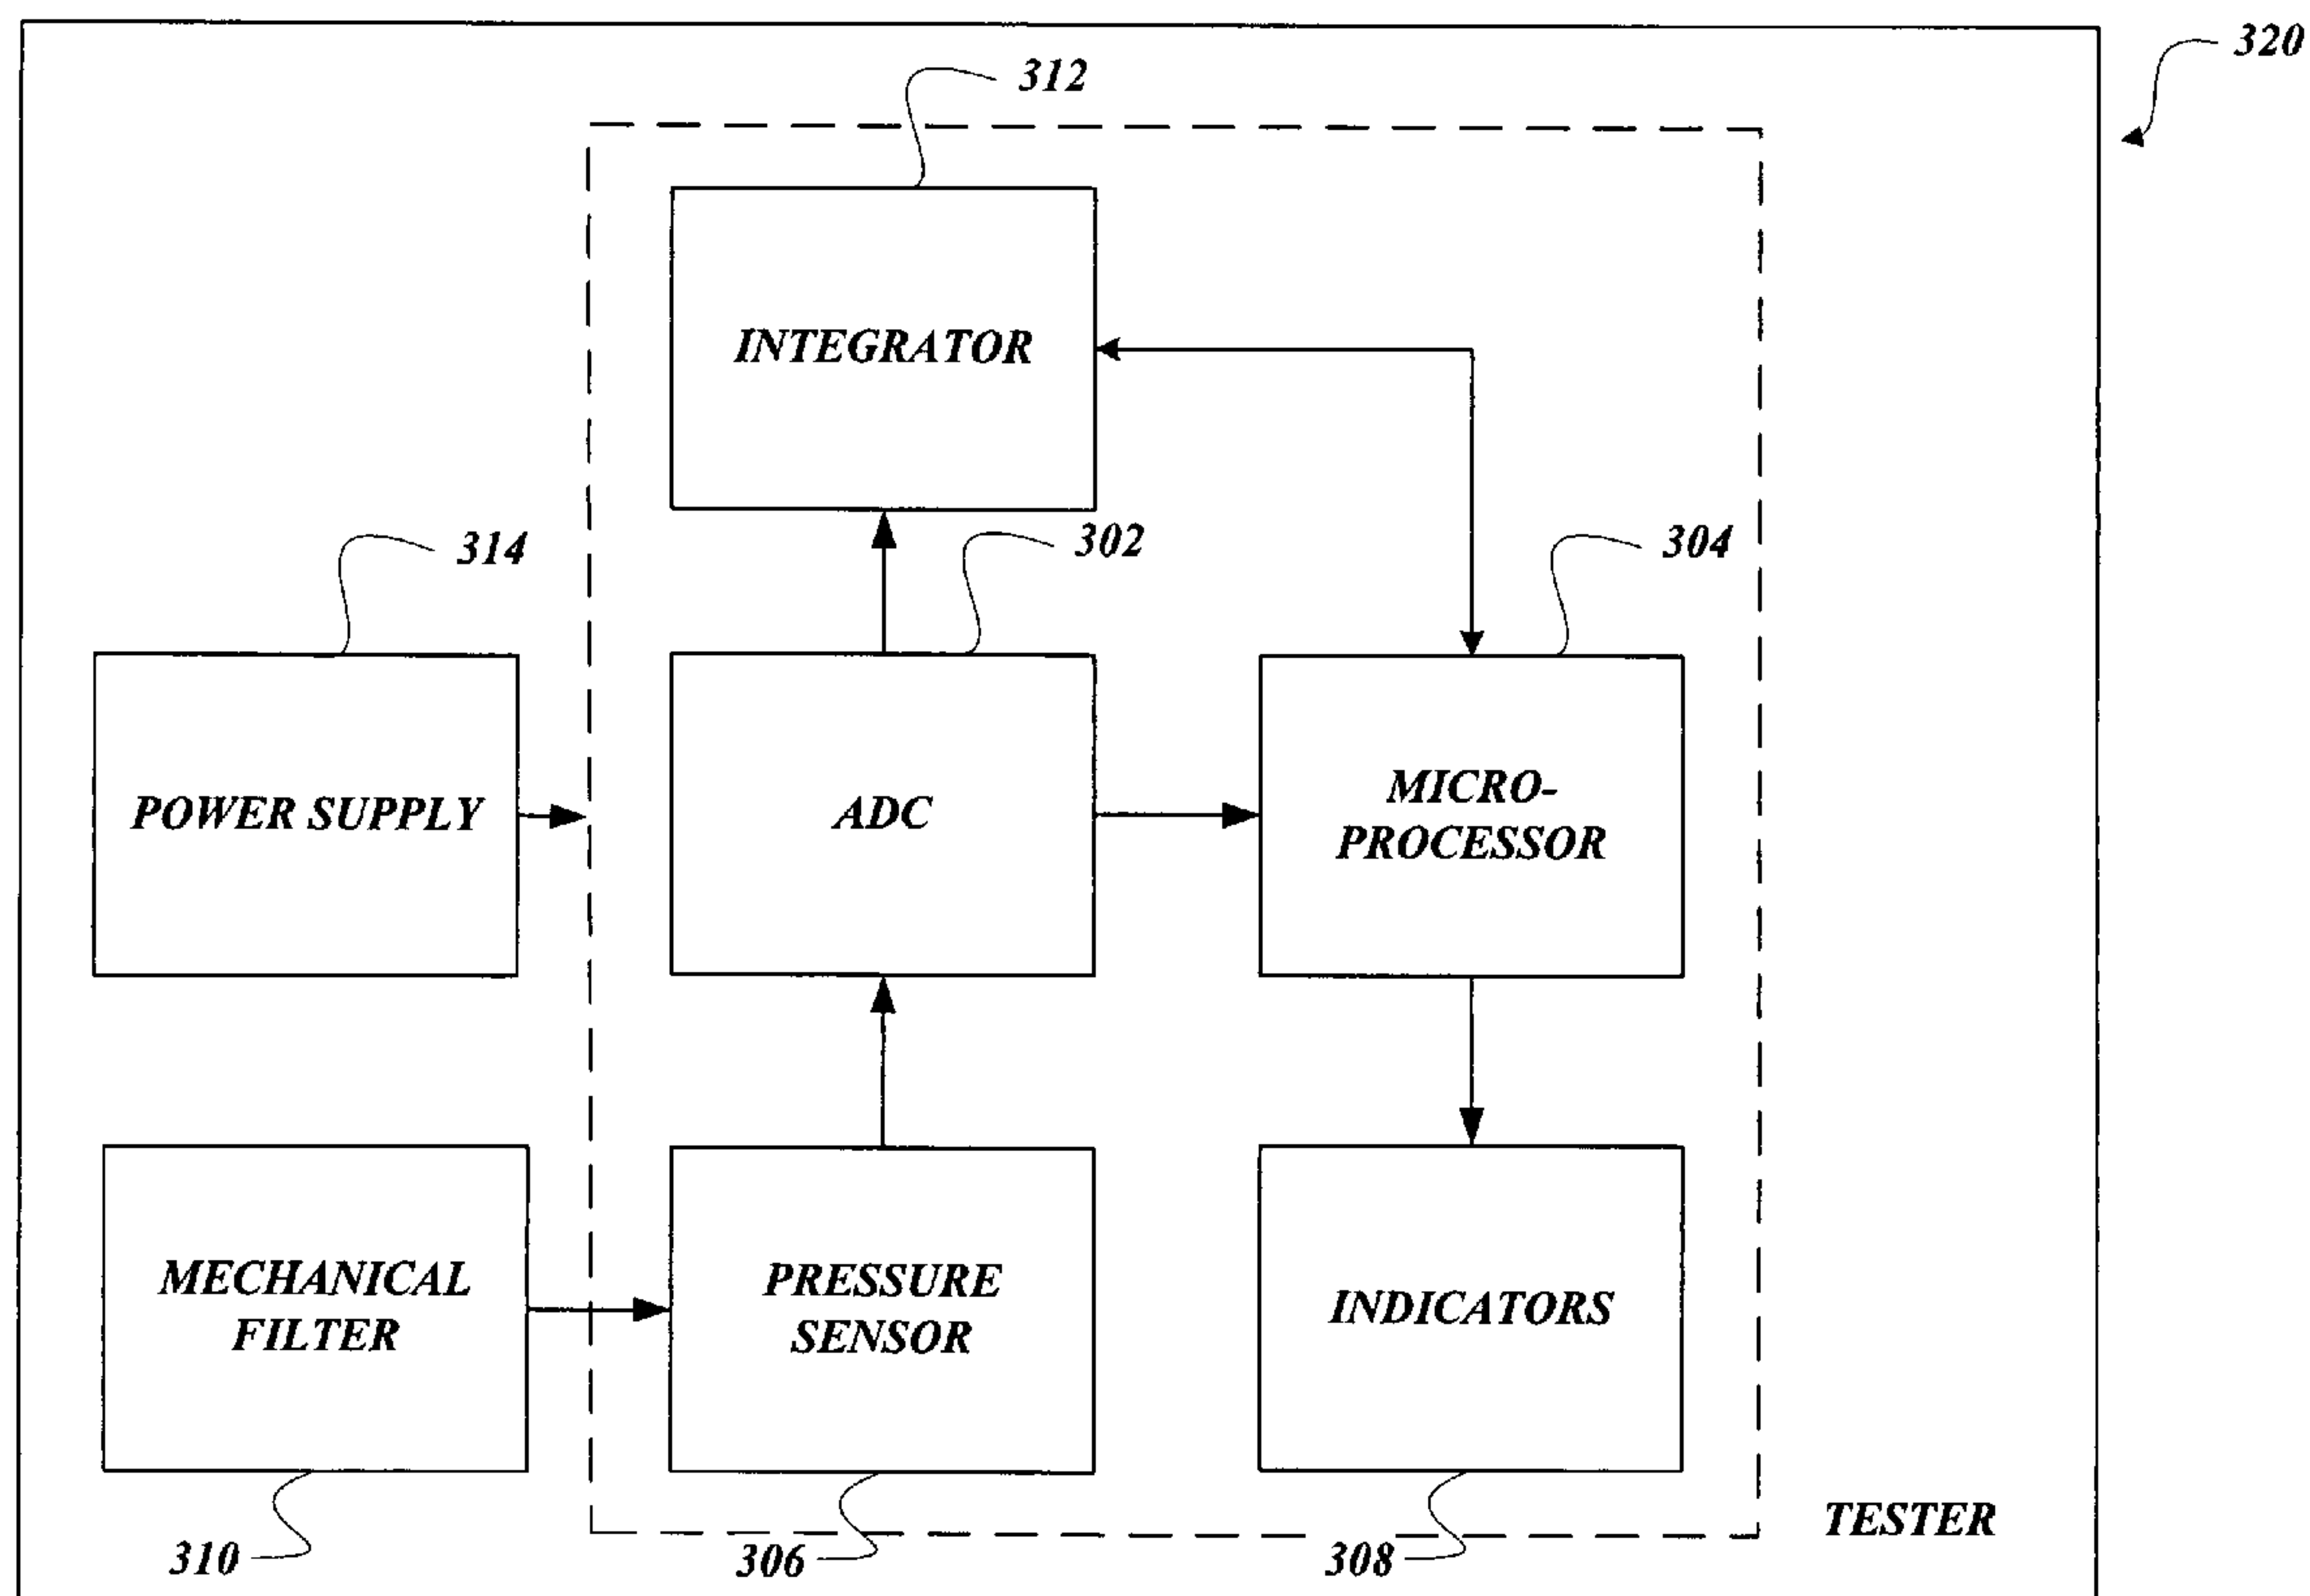 320
312
INTEGRATOR
314
302
304
POWER SUPPLY
ADC
MICRO-
PROCESSOR
MECHANICAL
FILTER
PRESSURE
SENSOR
INDICATORS
TESTER
310
306
308